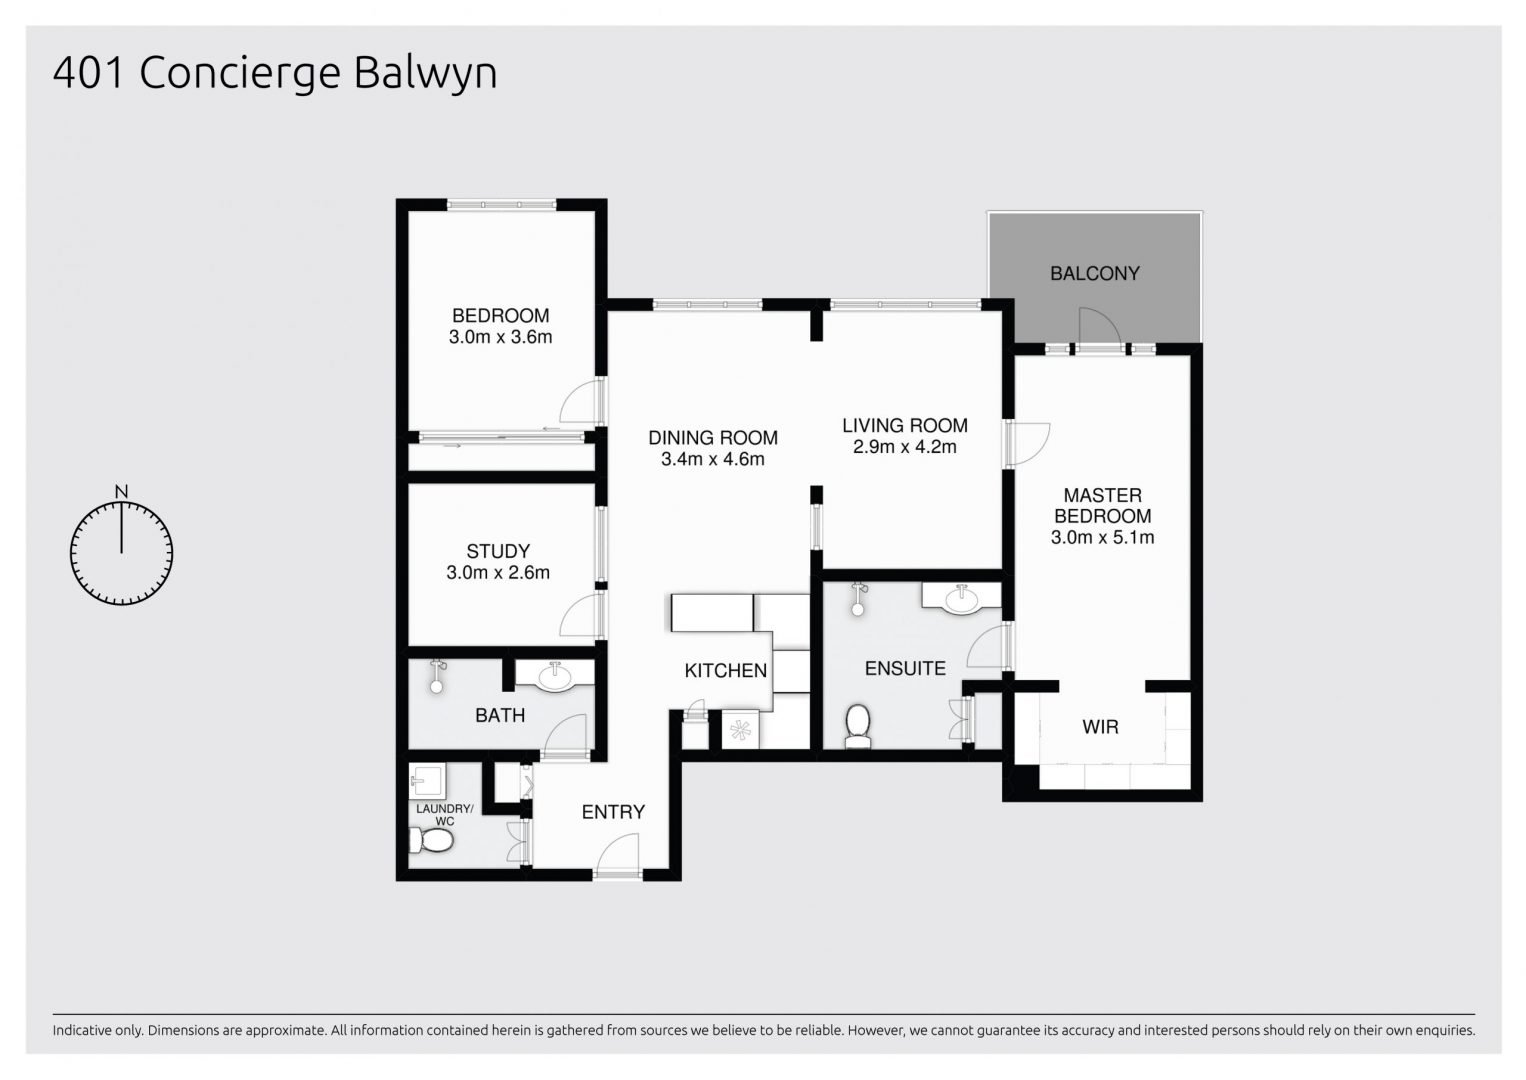 401 Concierge Balwyn
BALCONY
BEDROOM
3.0m x 3.6m
LIVING ROOM
2.9m x 4.2m
DINING ROOM
3.4m x 4.6m
N
MASTER
BEDROOM
3.0m x 5.1m
STUDY
3.0m x 2.6m
KITCHEN
ENSUITE
BATH
WIR
LAUNDRY/
WC
ENTRY
Indicative only. Dimensions are approximate. All information contained herein is gathered from sources we believe to be reliable. However, we cannot guarantee its accuracy and interested persons should rely on their own enquiries.